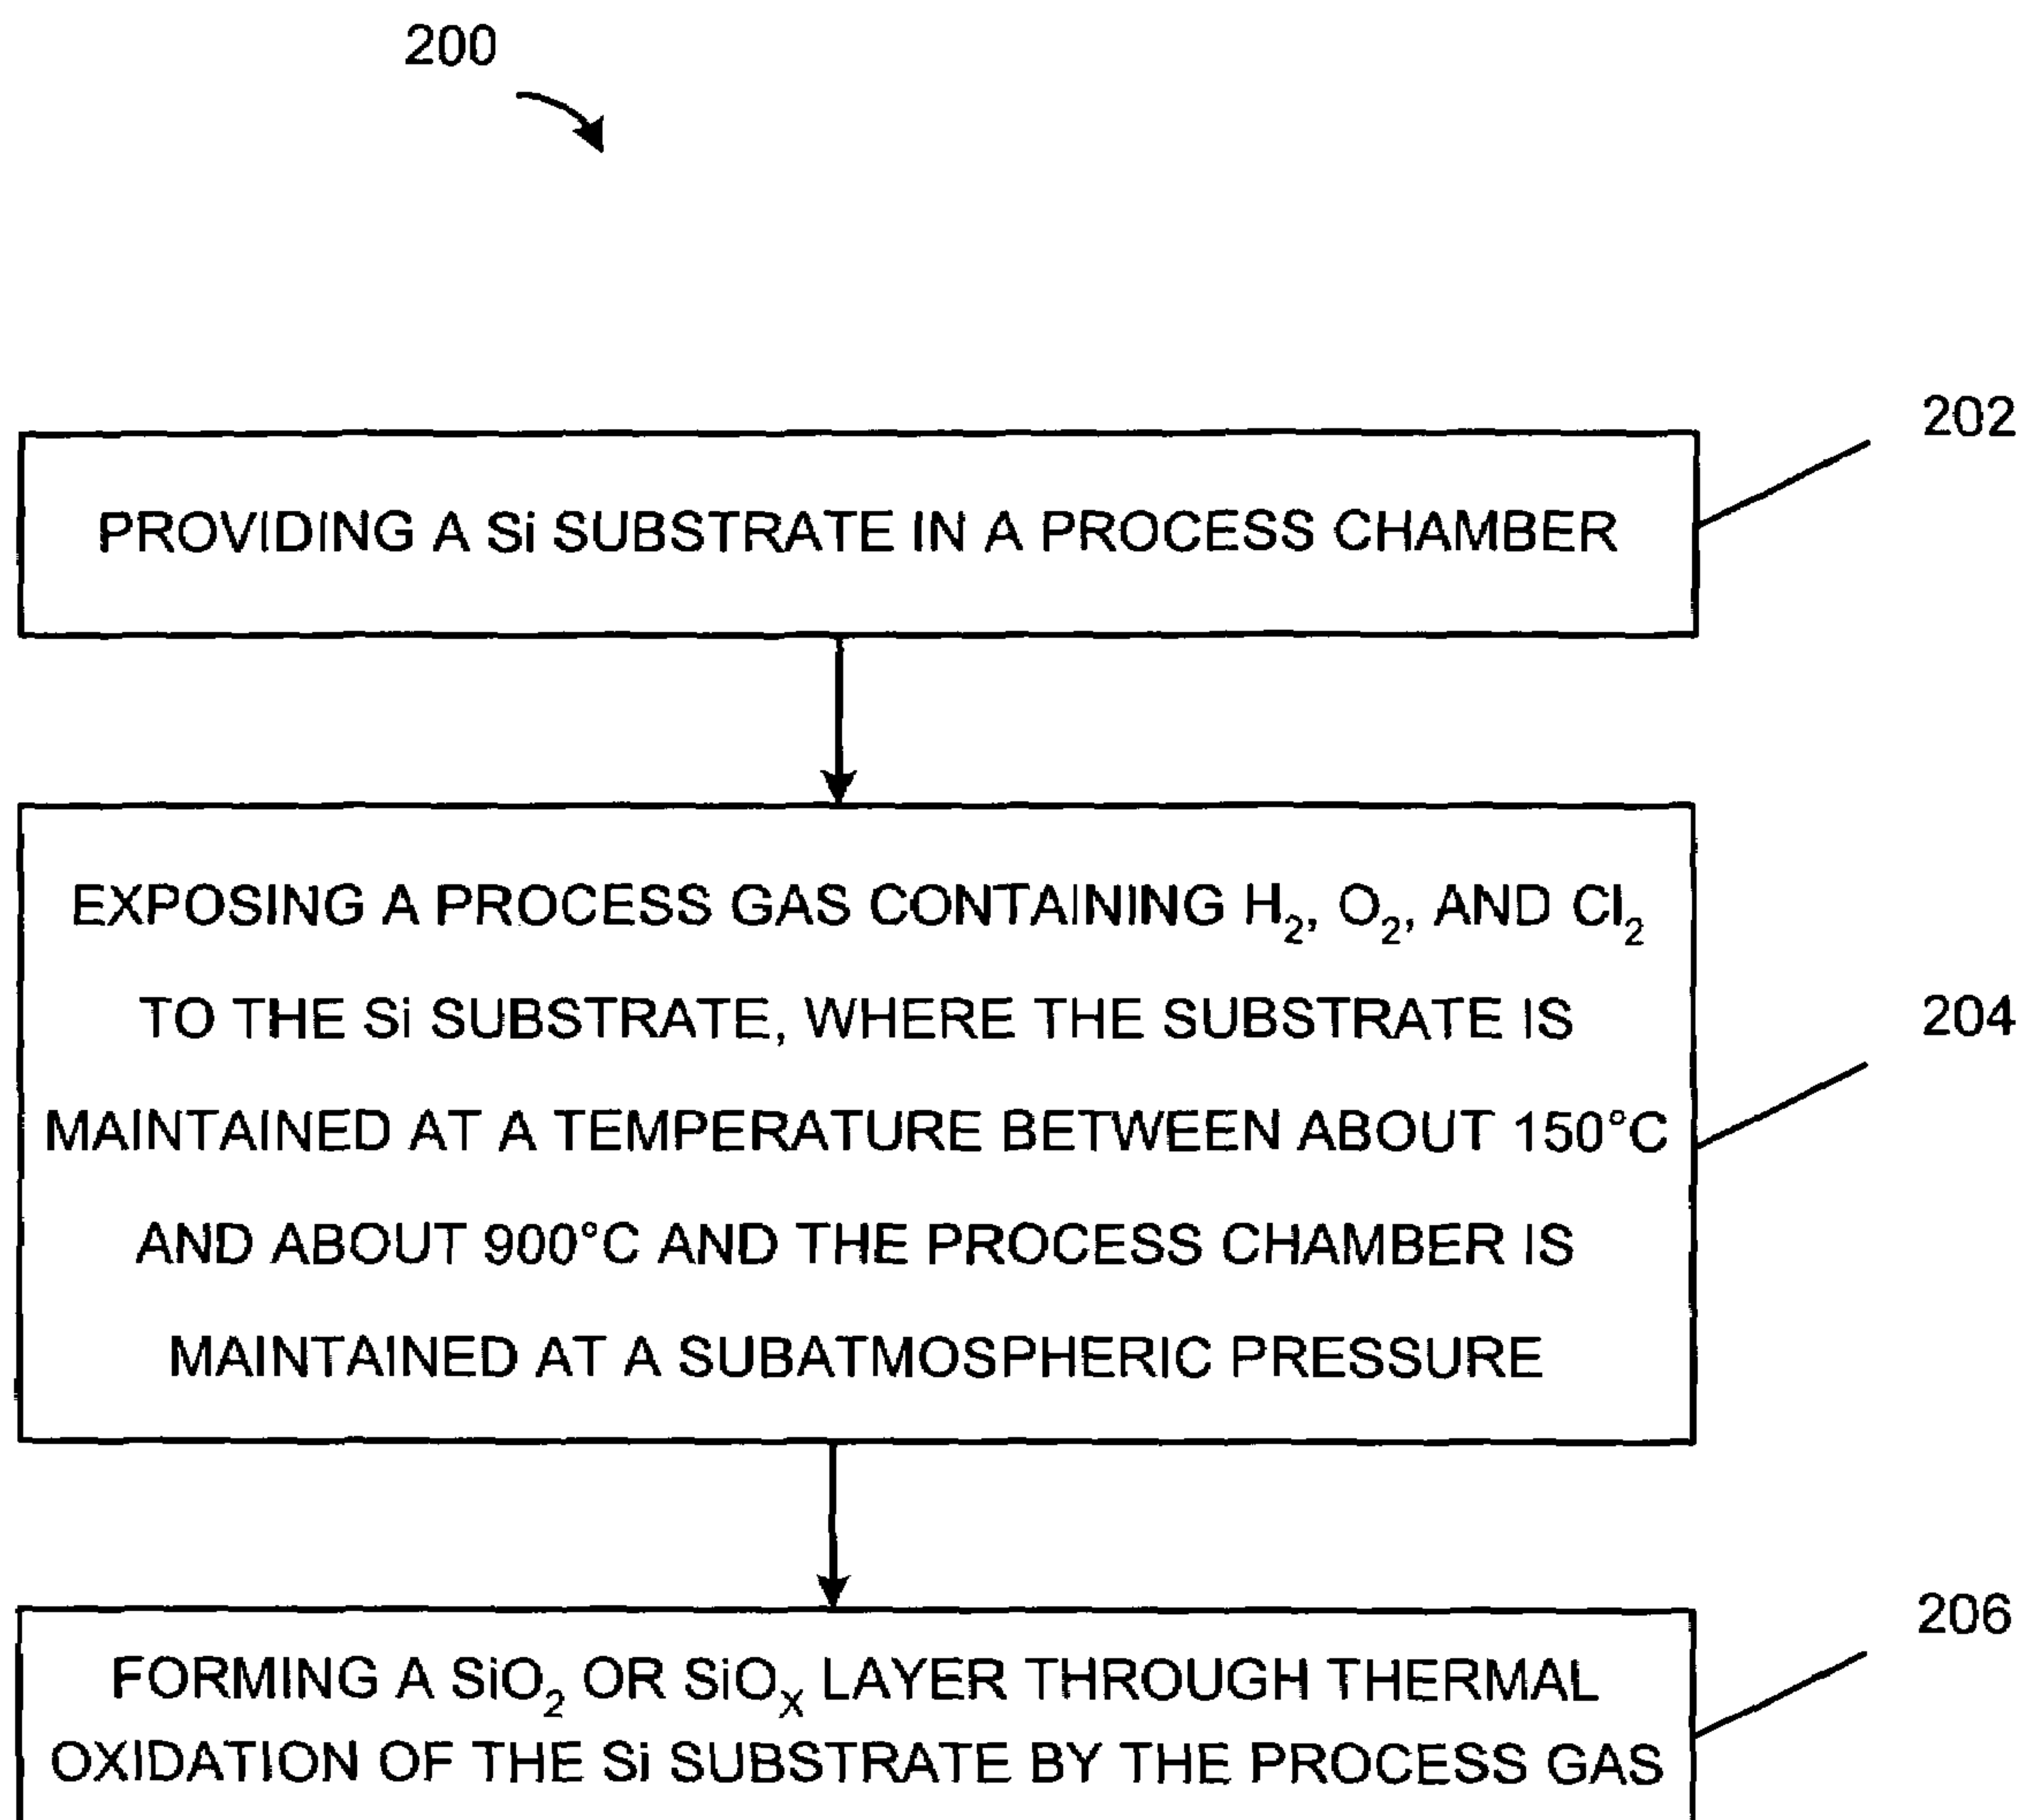 200
202
PROVIDING A Si SUBSTRATE IN A PROCESS CHAMBER
EXPOSING A PROCESS GAS CONTAINING H₂, O₂, AND Cl₂
TO THE Si SUBSTRATE, WHERE THE SUBSTRATE IS
204
MAINTAINED AT A TEMPERATURE BETWEEN ABOUT 150°C
AND ABOUT 900°C AND THE PROCESS CHAMBER IS
MAINTAINED AT A SUBATMOSPHERIC PRESSURE
206
FORMING A SiO₂ OR SiOₓ LAYER THROUGH THERMAL
OXIDATION OF THE Si SUBSTRATE BY THE PROCESS GAS